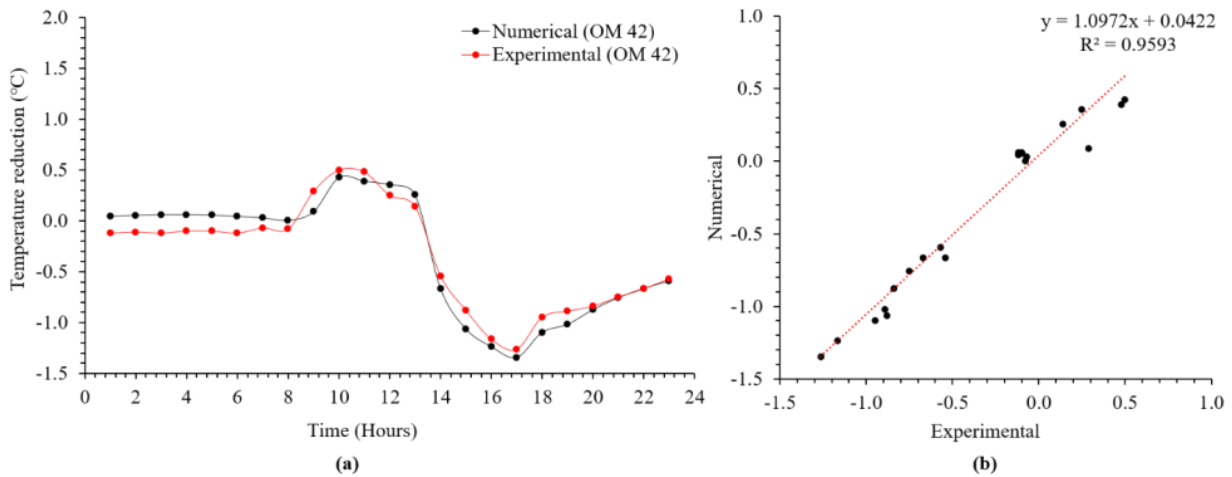 2.0
1.5
1.0
0.5
0.0
-0.5
-1.0
-1.5
Temperature reduction (°C)
Numerical (OM 42)
Experimental (OM 42)
0 2 4 6 8 10 12 14 16 18 20 22 24
Time (Hours)
(a)
y = 1.0972x + 0.0422
R² = 0.9593
1.0
0.5
0.0
-0.5
-1.0
-1.5
Numerical
-1.5 -1.0 -0.5 0.0 0.5 1.0
Experimental
(b)